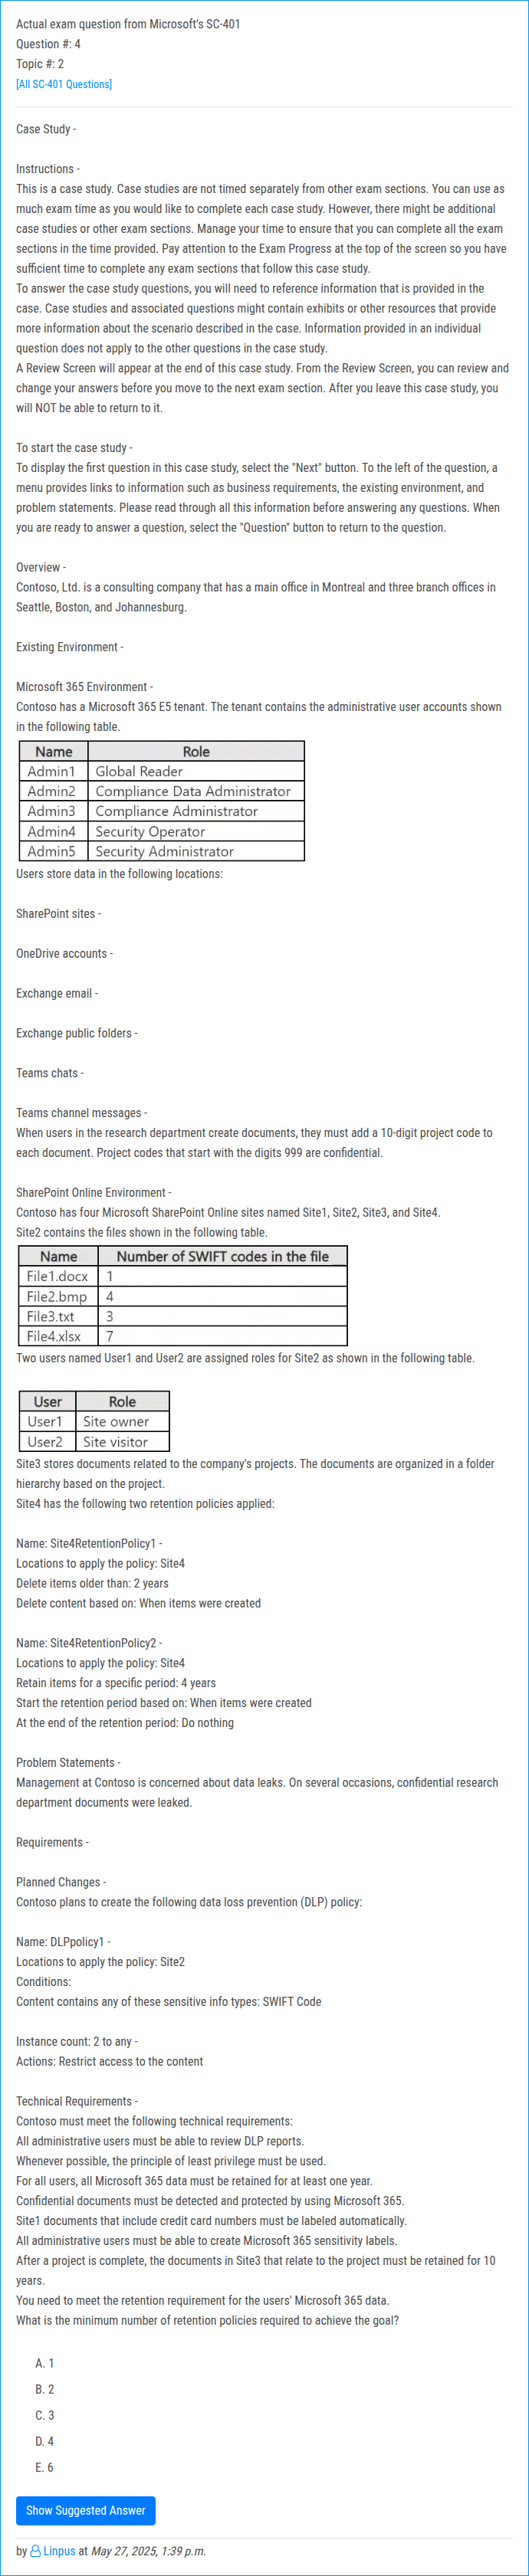 Actual exam question from Microsoft's SC-401
Question #: 4
Topic #: 2
[All SC-401 Questions]
Case Study -
Instructions -
This is a case study. Case studies are not timed separately from other exam sections. You can use as
much exam time as you would like to complete each case study. However, there might be additional
case studies or other exam sections. Manage your time to ensure that you can complete all the exam
sections in the time provided. Pay attention to the Exam Progress at the top of the screen so you have
sufficient time to complete any exam sections that follow this case study.
To answer the case study questions, you will need to reference information that is provided in the
case. Case studies and associated questions might contain exhibits or other resources that provide
more information about the scenario described in the case. Information provided in an individual
question does not apply to the other questions in the case study.
A Review Screen will appear at the end of this case study. From the Review Screen, you can review and
change your answers before you move to the next exam section. After you leave this case study, you
will NOT be able to return to it.
To start the case study -
To display the first question in this case study, select the "Next" button. To the left of the question, a
menu provides links to information such as business requirements, the existing environment, and
problem statements. Please read through all this information before answering any questions. When
you are ready to answer a question, select the "Question" button to return to the question.
Overview -
Contoso, Ltd. is a consulting company that has a main office in Montreal and three branch offices in
Seattle, Boston, and Johannesburg.
Existing Environment -
Microsoft 365 Environment -
Contoso has a Microsoft 365 E5 tenant. The tenant contains the administrative user accounts shown
in the following table.
Name Role
Admin1 Global Reader
Admin2 Compliance Data Administrator
Admin3 Compliance Administrator
Admin4 Security Operator
Admin5 Security Administrator
Users store data in the following locations:
SharePoint sites -
OneDrive accounts -
Exchange email -
Exchange public folders -
Teams chats -
Teams channel messages -
When users in the research department create documents, they must add a 10-digit project code to
each document. Project codes that start with the digits 999 are confidential.
SharePoint Online Environment -
Contoso has four Microsoft SharePoint Online sites named Site1, Site2, Site3, and Site4.
Site2 contains the files shown in the following table.
Name Number of SWIFT codes in the file
File1.docx 1
File2.bmp 4
File3.txt 3
File4.xlsx 7
Two users named User1 and User2 are assigned roles for Site2 as shown in the following table.
User Role
User1 Site owner
User2 Site visitor
Site3 stores documents related to the company's projects. The documents are organized in a folder
hierarchy based on the project.
Site4 has the following two retention policies applied:
Name: Site4RetentionPolicy1 -
Locations to apply the policy: Site4
Delete items older than: 2 years
Delete content based on: When items were created
Name: Site4RetentionPolicy2 -
Locations to apply the policy: Site4
Retain items for a specific period: 4 years
Start the retention period based on: When items were created
At the end of the retention period: Do nothing
Problem Statements -
Management at Contoso is concerned about data leaks. On several occasions, confidential research
department documents were leaked.
Requirements -
Planned Changes -
Contoso plans to create the following data loss prevention (DLP) policy:
Name: DLPpolicy1 -
Locations to apply the policy: Site2
Conditions:
Content contains any of these sensitive info types: SWIFT Code
Instance count: 2 to any -
Actions: Restrict access to the content
Technical Requirements -
Contoso must meet the following technical requirements:
All administrative users must be able to review DLP reports.
Whenever possible, the principle of least privilege must be used.
For all users, all Microsoft 365 data must be retained for at least one year.
Confidential documents must be detected and protected by using Microsoft 365.
Site1 documents that include credit card numbers must be labeled automatically.
All administrative users must be able to create Microsoft 365 sensitivity labels.
After a project is complete, the documents in Site3 that relate to the project must be retained for 10
years.
You need to meet the retention requirement for the users' Microsoft 365 data.
What is the minimum number of retention policies required to achieve the goal?
A. 1
B. 2
C. 3
D. 4
E. 6
Show Suggested Answer
by Linpus at May 27, 2025, 1:39 p.m.